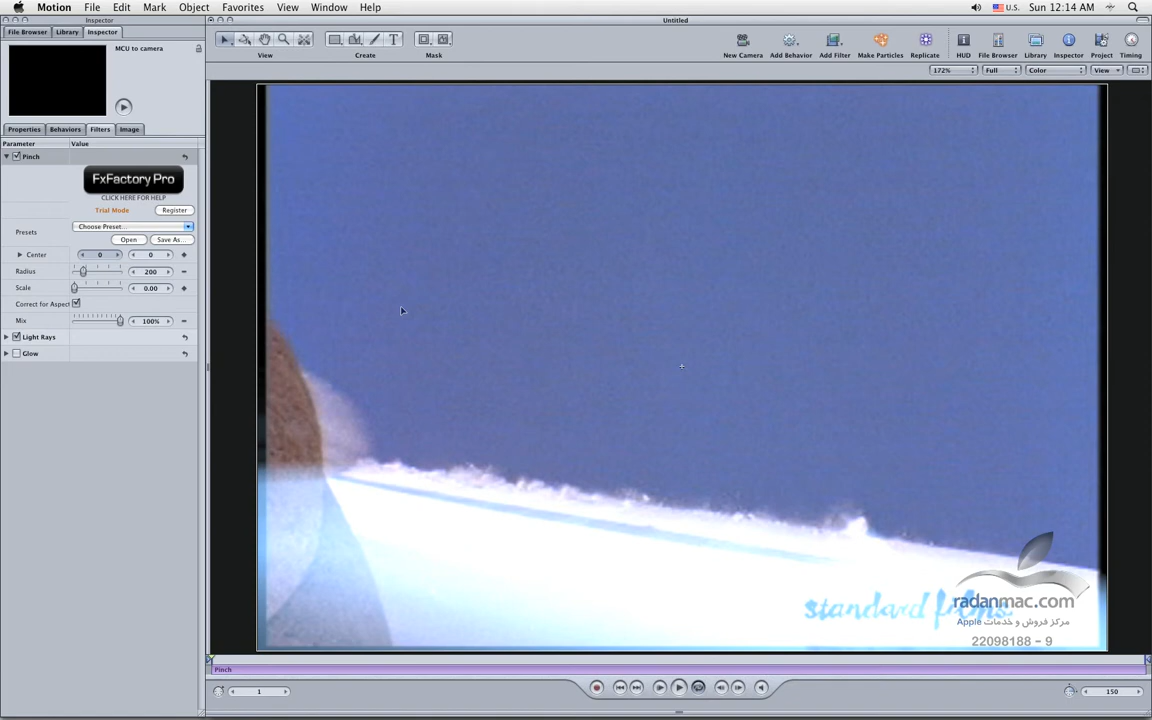 Motion File Edit Mark Object Favorites View Window Help
U.S. Sun 12:14 AM
Inspector
Untitled
File Browser Library Inspector
MCU to camera
View Create Mask
New Camera Add Behavior Add Filter Make Particles Replicate HUD File Browser Library Inspector Project Timing
172% Full Color View
Properties Behaviors Filters Image
Parameter Value
Pinch
FxFactory Pro
CLICK HERE FOR HELP
Trial Mode Register
Presets Choose Preset...
Open Save As...
Center 0 0
Radius 200
Scale 0.00
Correct for Aspect
Mix 100%
Light Rays
Glow
standard films
radanmac.com
مرکز فروش و خدمات Apple
22098188 - 9
Pinch
1 150